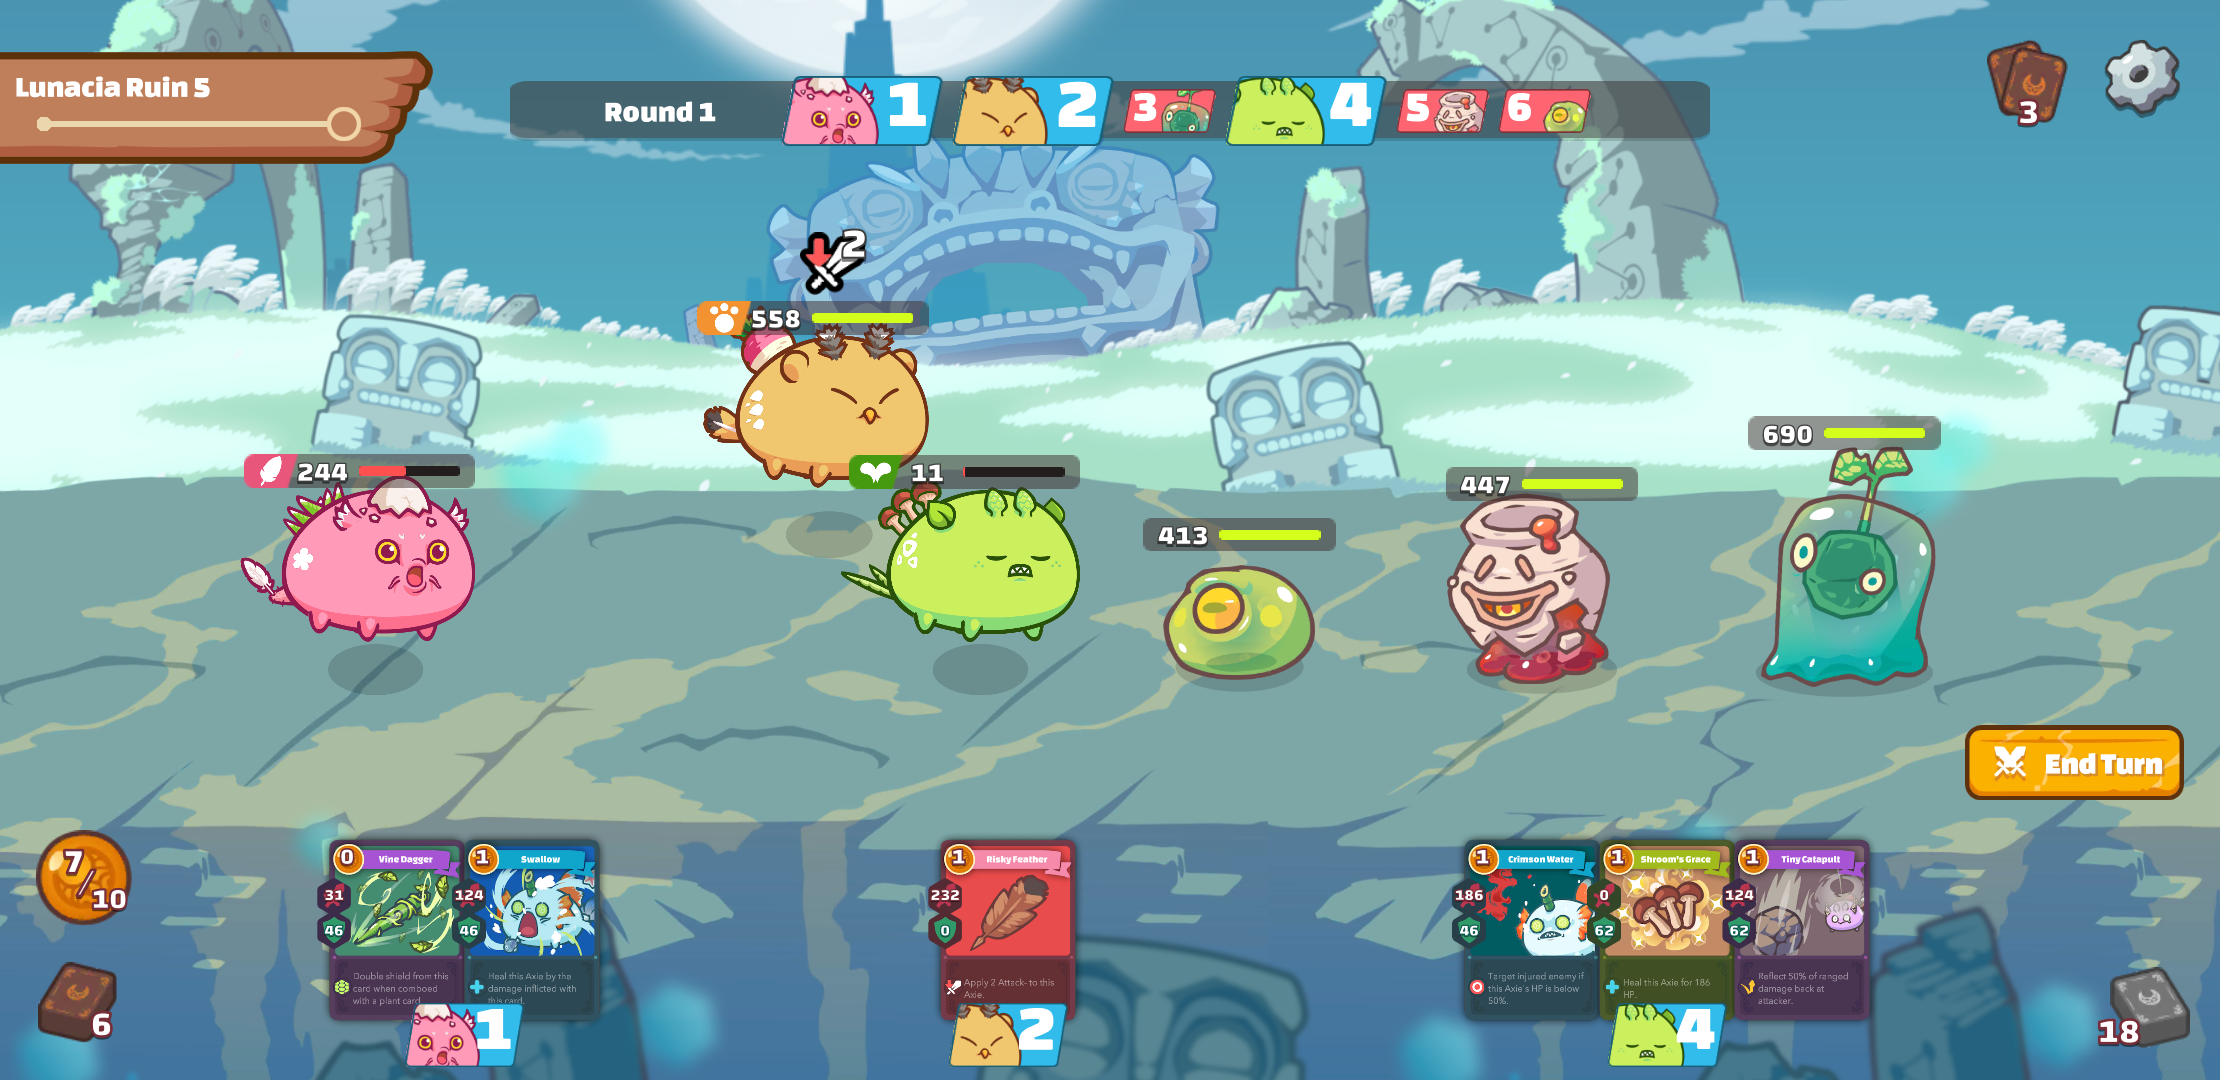 Lunacia Ruin 5
Round 1
1
2
3
4
5
6
3
2
558
244
11
413
447
690
End Turn
7/10
6
18
0 Vine Dagger
31
46
Double shield from this
card when comboed
with a plant card.
1 Swallow
124
46
Heal this Axie by the
damage inflicted with
this card.
1
1 Risky Feather
232
0
Apply 2 Attack- to this
Axie.
2
1 Crimson Water
186
46
Target injured enemy if
this Axie's HP is below
50%.
1 Shroom's Grace
0
62
Heal this Axie for 186
HP.
1 Tiny Catapult
124
62
Reflect 50% of ranged
damage back at
attacker.
4